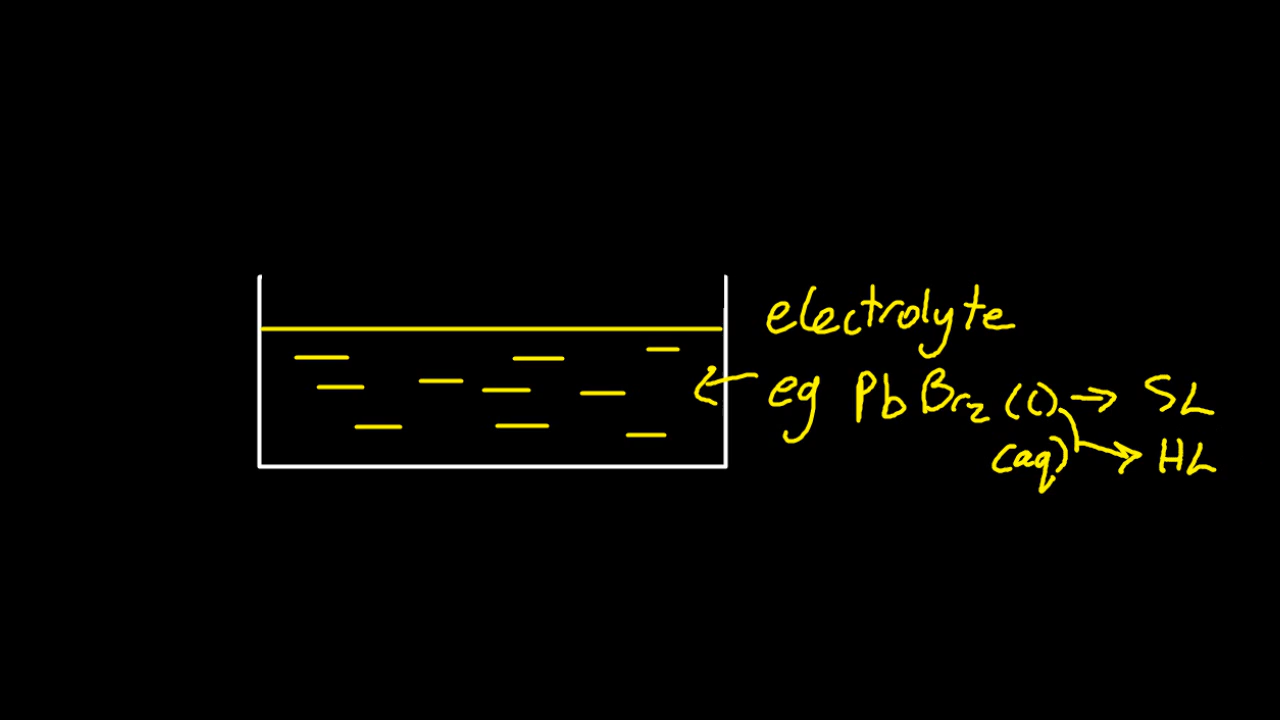 electrolyte
← eg PbBr₂ (l) → SL
(aq) → HL